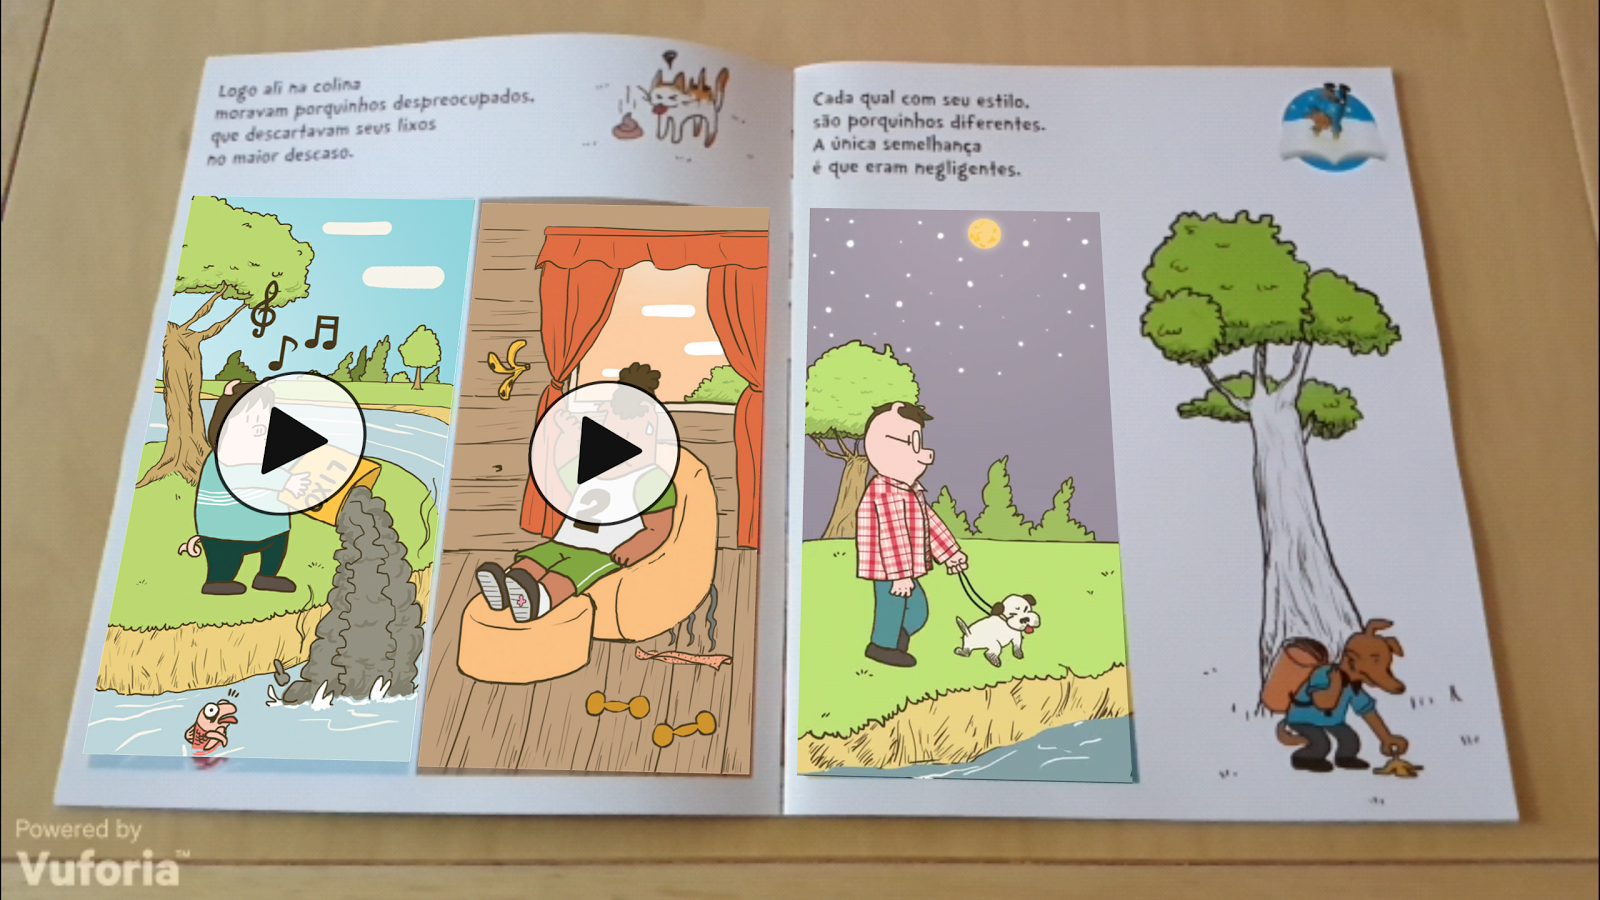 Logo ali na colina
moravam porquinhos despreocupados,
que descartavam seus lixos
no maior descaso.
Cada qual com seu estilo,
são porquinhos diferentes.
A única semelhança
é que eram negligentes.
LIXO
2
Powered by
Vuforia™